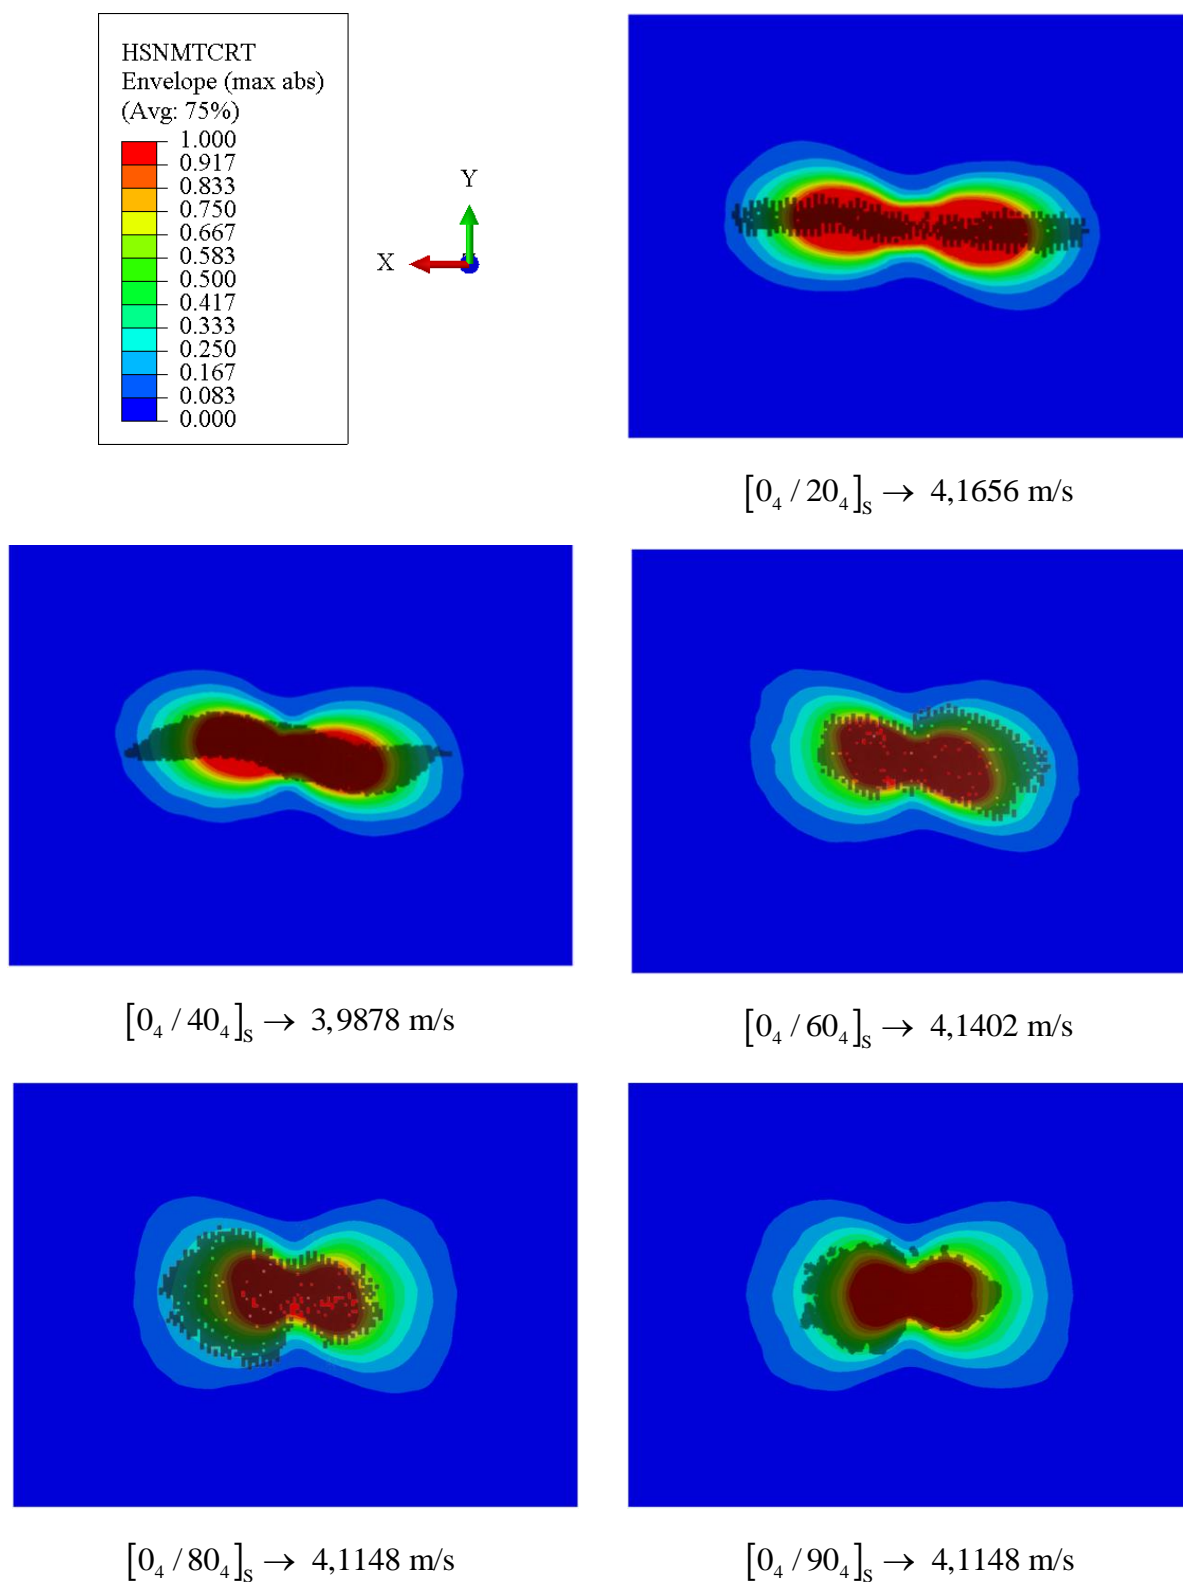 HSNMTCRT
Envelope (max abs)
(Avg: 75%)
1.000
0.917
0.833
0.750
0.667
0.583
0.500
0.417
0.333
0.250
0.167
0.083
0.000
Y
X
[0₄ / 20₄]ₛ → 4,1656 m/s
[0₄ / 40₄]ₛ → 3,9878 m/s
[0₄ / 60₄]ₛ → 4,1402 m/s
[0₄ / 80₄]ₛ → 4,1148 m/s
[0₄ / 90₄]ₛ → 4,1148 m/s